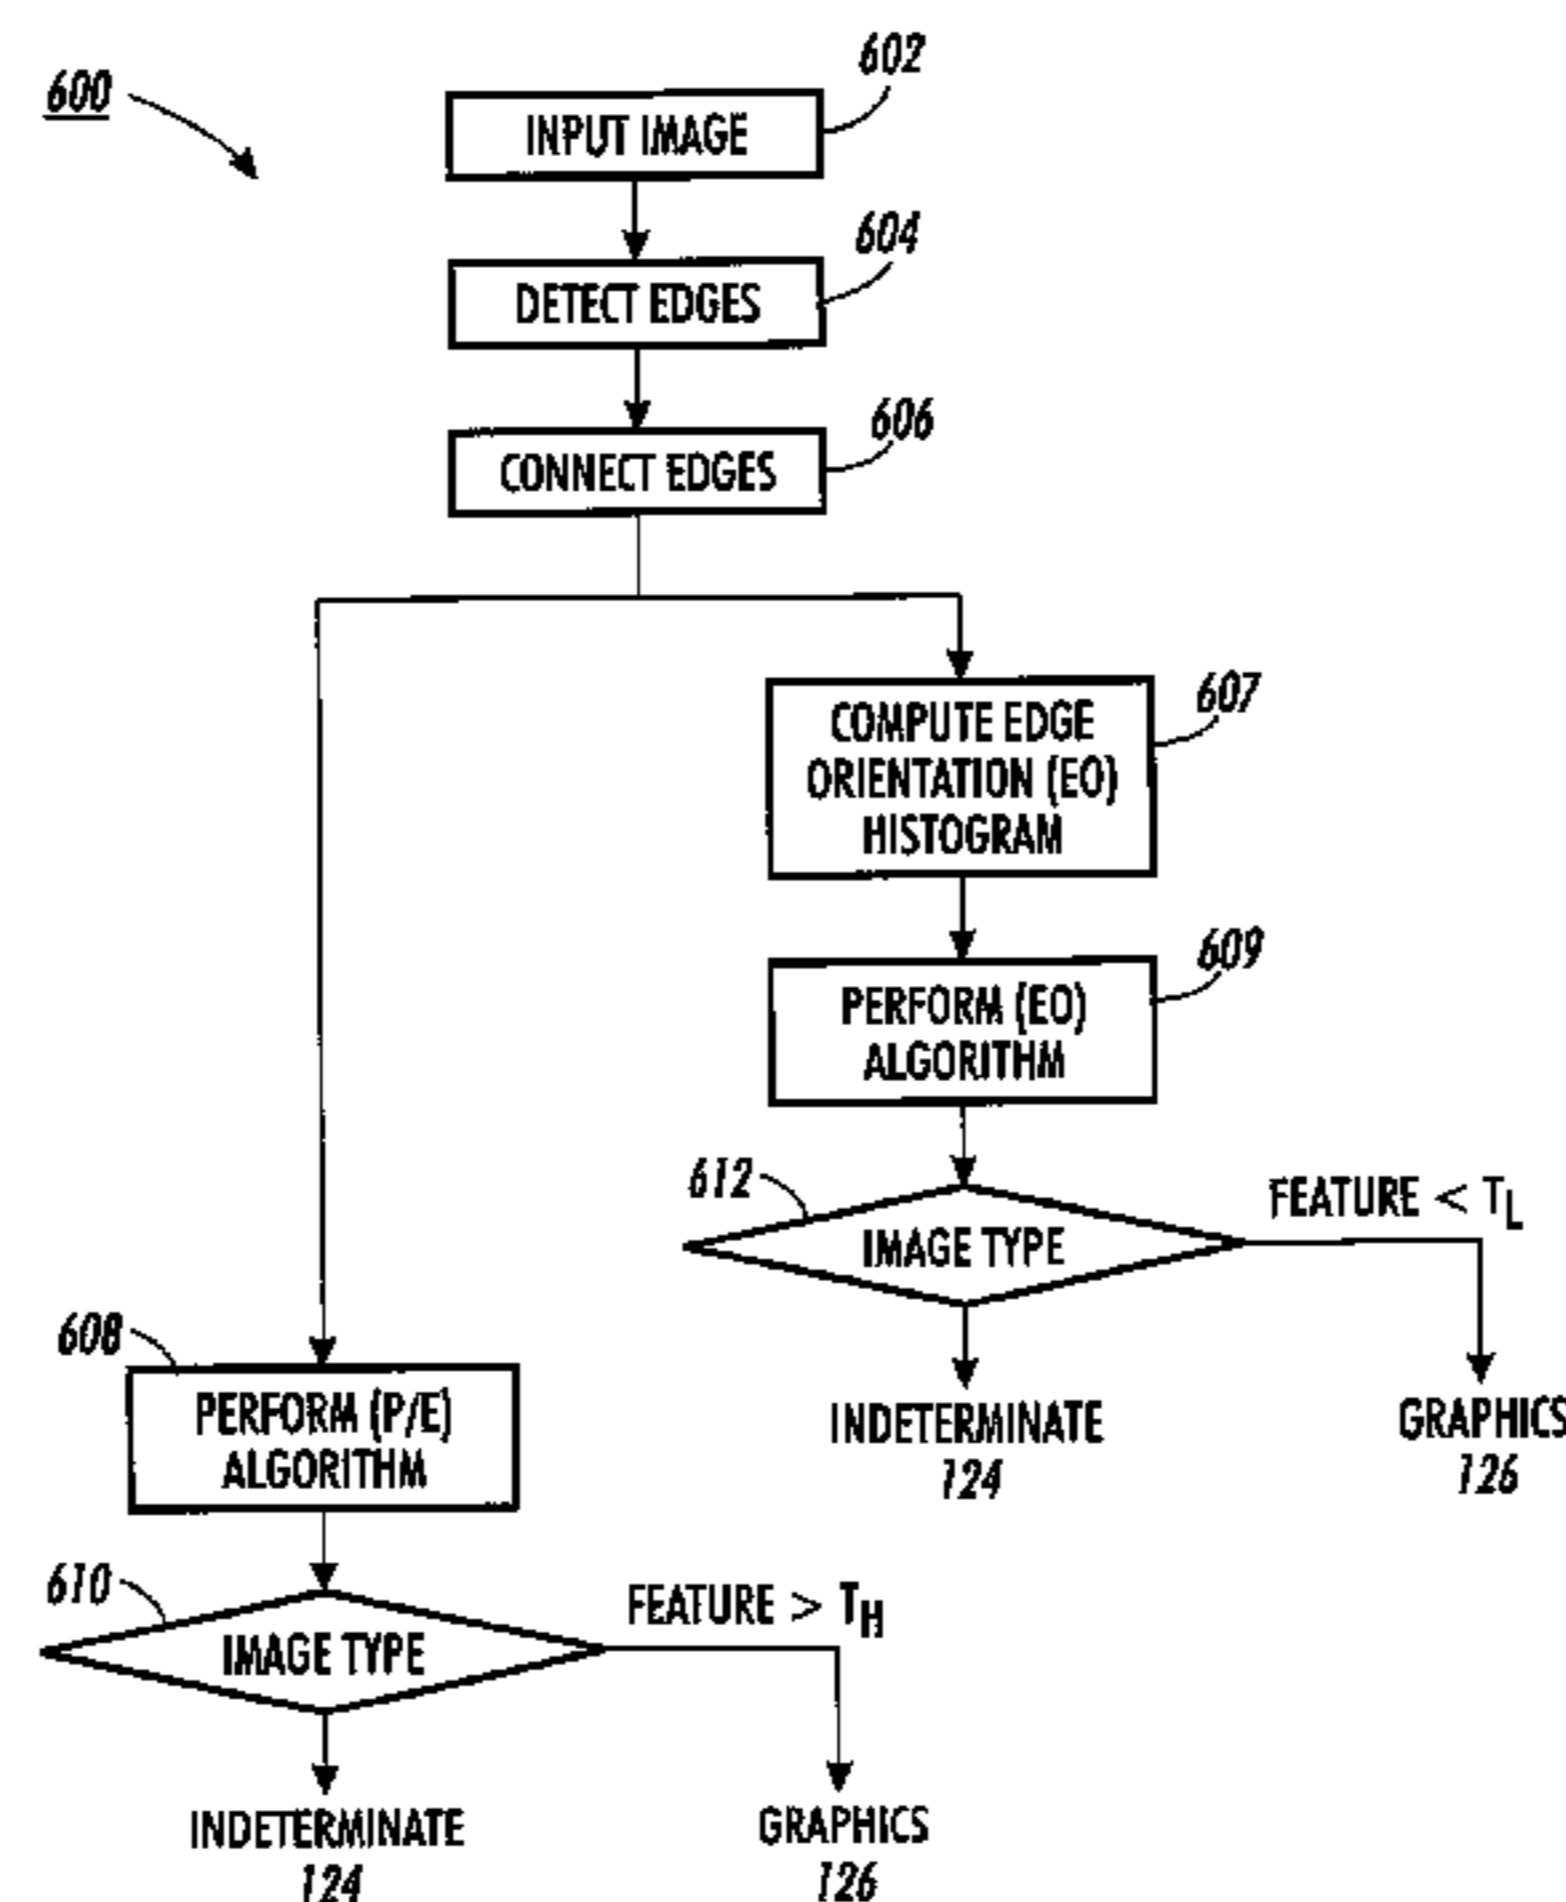 600
602
INPUT IMAGE
604
DETECT EDGES
606
CONNECT EDGES
607
COMPUTE EDGE
ORIENTATION (EO)
HISTOGRAM
609
PERFORM (EO)
ALGORITHM
612
IMAGE TYPE
FEATURE < TL
INDETERMINATE
124
GRAPHICS
126
608
PERFORM (P/E)
ALGORITHM
610
IMAGE TYPE
FEATURE > TH
INDETERMINATE
124
GRAPHICS
126